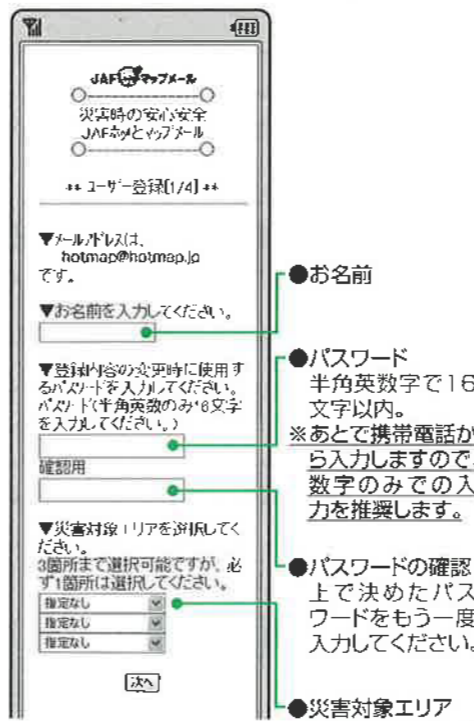 JAFホッとマップメール
災害時の安心安全
JAFホッとマップメール
** ユーザー登録[1/4] **
▼メールアドレスは、
hotmap@hotmap.jp
です。
▼お名前を入力してください。
▼登録内容の変更時に使用す
るパスワードを入力してください。
パスワード(半角英数のみ16文字
を入力してください。)
確認用
▼災害対象エリアを選択してく
ださい。
3箇所まで選択可能ですが、必
ず1箇所は選択してください。
指定なし
指定なし
指定なし
次へ
●お名前
●パスワード
半角英数字で16
文字以内。
※あとで携帯電話か
ら入力しますので、
数字のみでの入
力を推奨します。
●パスワードの確認
上で決めたパス
ワードをもう一度
入力してください。
●災害対象エリア